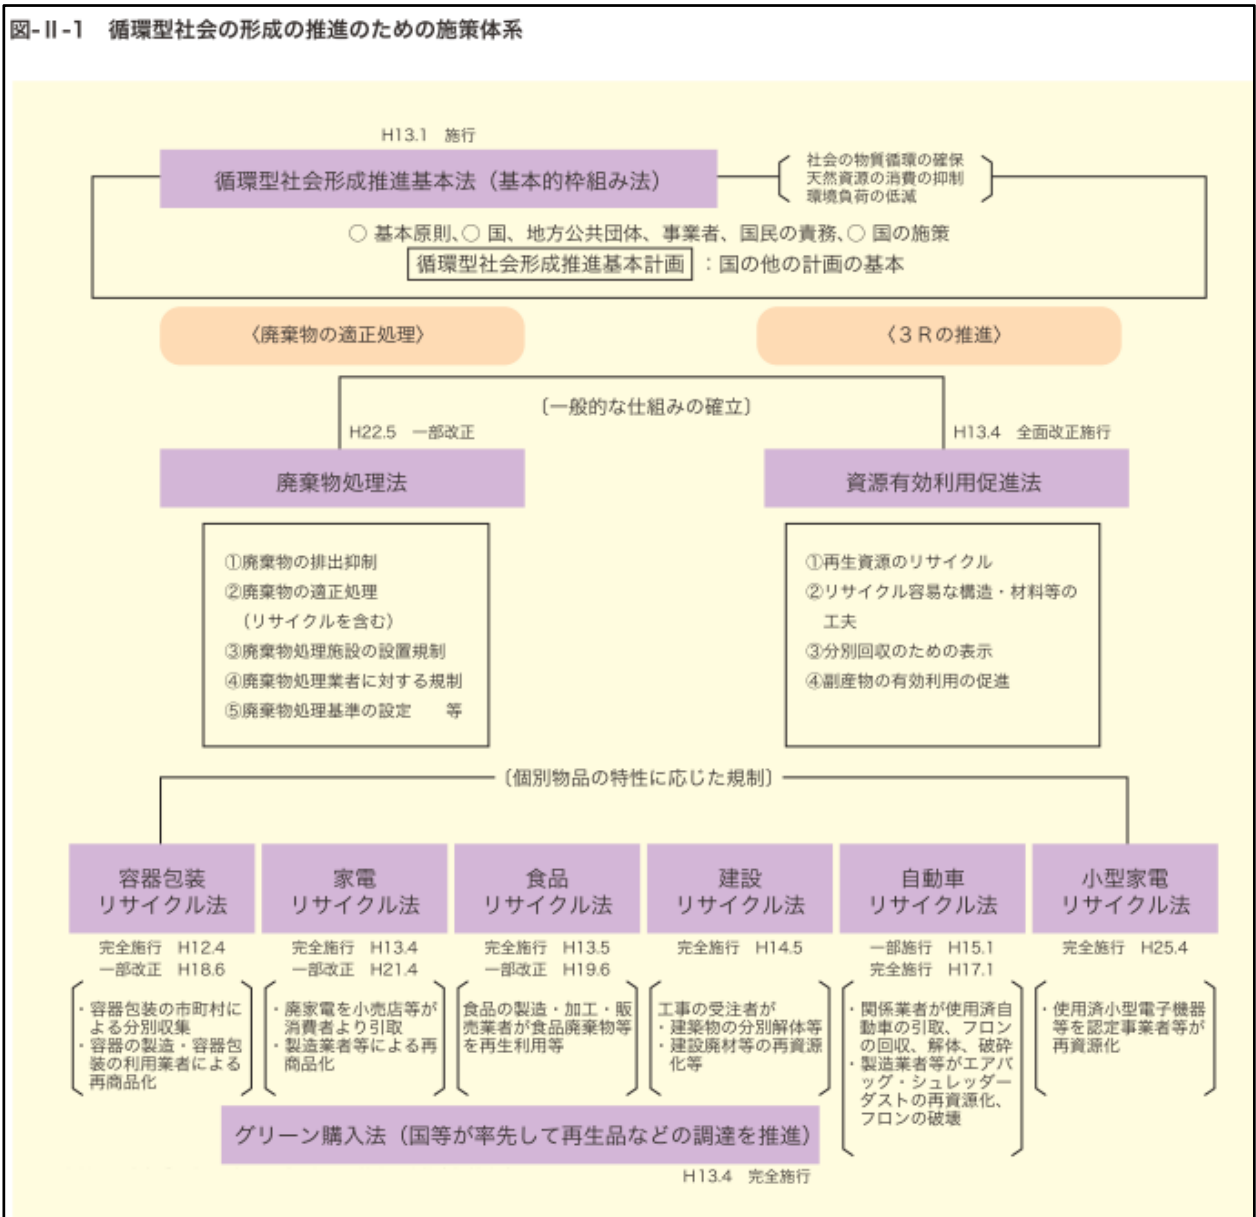 図-Ⅱ-1 循環型社会の形成の推進のための施策体系
H13.1 施行
循環型社会形成推進基本法（基本的枠組み法）
社会の物質循環の確保
天然資源の消費の抑制
環境負荷の低減
○ 基本原則、○ 国、地方公共団体、事業者、国民の責務、○ 国の施策
循環型社会形成推進基本計画 ：国の他の計画の基本
〈廃棄物の適正処理〉
〈３Ｒの推進〉
〔一般的な仕組みの確立〕
H22.5 一部改正
H13.4 全面改正施行
廃棄物処理法
資源有効利用促進法
①廃棄物の排出抑制
②廃棄物の適正処理
（リサイクルを含む）
③廃棄物処理施設の設置規制
④廃棄物処理業者に対する規制
⑤廃棄物処理基準の設定 等
①再生資源のリサイクル
②リサイクル容易な構造・材料等の
工夫
③分別回収のための表示
④副産物の有効利用の促進
〔個別物品の特性に応じた規制〕
容器包装
リサイクル法
完全施行 H12.4
一部改正 H18.6
・容器包装の市町村に
よる分別収集
・容器の製造・容器包
装の利用業者による
再商品化
家電
リサイクル法
完全施行 H13.4
一部改正 H21.4
・廃家電を小売店等が
消費者より引取
・製造業者等による再
商品化
食品
リサイクル法
完全施行 H13.5
一部改正 H19.6
食品の製造・加工・販
売業者が食品廃棄物等
を再生利用等
建設
リサイクル法
完全施行 H14.5
工事の受注者が
・建築物の分別解体等
・建設廃材等の再資源
化等
自動車
リサイクル法
一部施行 H15.1
完全施行 H17.1
・関係業者が使用済自
動車の引取、フロン
の回収、解体、破砕
・製造業者等がエアバ
ッグ・シュレッダー
ダストの再資源化、
フロンの破壊
小型家電
リサイクル法
完全施行 H25.4
・使用済小型電子機器
等を認定事業者等が
再資源化
グリーン購入法（国等が率先して再生品などの調達を推進）
H13.4 完全施行